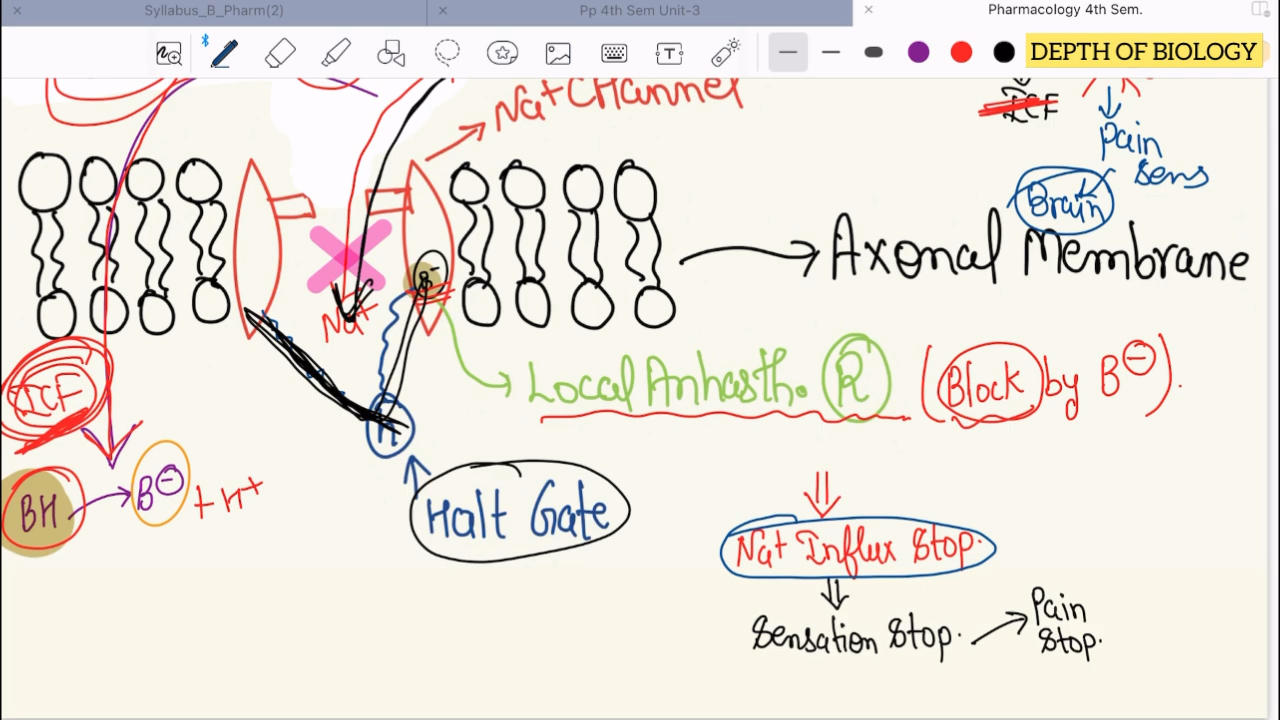 Syllabus_B_Pharm(2)
Pp 4th Sem Unit-3
Pharmacology 4th Sem.
DEPTH OF BIOLOGY
Na+ CHannel
ICF
Pain
Sens
Brain
Axonal Membrane
B-
Na+
Local Anhasth. R (Block by B⊖).
ICF
H
BH → B⊖ + H+
Halt Gate
Na+ Influx Stop.
Sensation Stop. → Pain
Stop.